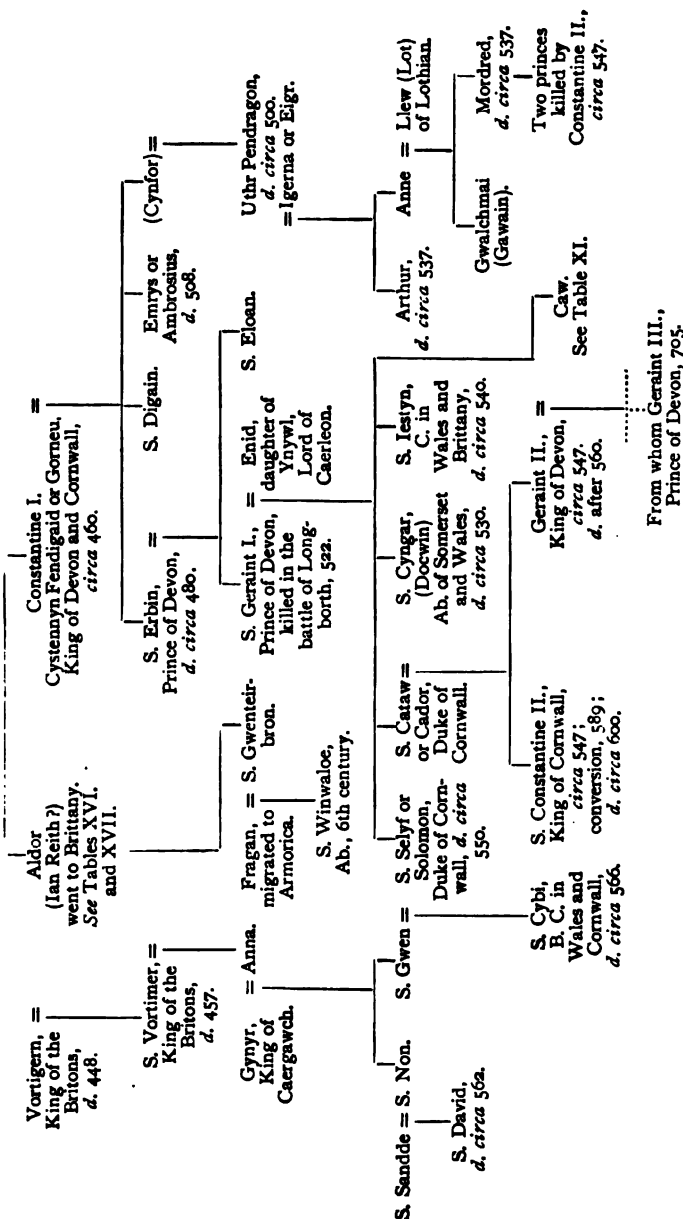 Vortigern, =
King of the
Britons,
d. 448.
Aldor
(Ian Reith?)
went to Brittany.
See Tables XVI.
and XVII.
Constantine I. =
Cystennyn Fendigaid or Gorneu,
King of Devon and Cornwall,
circa 460.
S. Vortimer, =
King of the
Britons,
d. 457.
S. Erbin, =
Prince of Devon,
d. circa 480.
S. Digain.
Emrys or
Ambrosius,
d. 508.
(Cynfor) =
Gynyr, = Anna.
King of
Caergawch.
Fragan, = S. Gwenteir-
migrated to bron.
Armorica.
S. Winwaloe,
Ab., 6th century.
S. Geraint I., = Enid,
Prince of Devon, daughter of
killed in the Ynywl,
battle of Long- Lord of
borth, 522. Caerleon.
S. Eloan.
Uthr Pendragon,
d. circa 500.
= Igerna or Eigr.
S. Sandde = S. Non.
S. David,
d. circa 562.
S. Gwen =
S. Selyf or
Solomon,
Duke of Corn-
wall, d. circa
550.
S. Cataw =
or Cador,
Duke of
Cornwall.
S. Cyngar,
(Docwin)
Ab. of Somerset
and Wales,
d. circa 530.
S. Iestyn,
C. in
Wales and
Brittany,
d. circa 540.
Arthur,
d. circa 537.
Anne = Llew (Lot)
of Lothian.
S. Cybi,
B. C. in
Wales and
Cornwall,
d. circa 566.
S. Constantine II.,
King of Cornwall,
circa 547;
conversion, 589;
d. circa 600.
Geraint II., =
King of Devon,
circa 547.
d. after 560.
Caw.
See Table XI.
Gwalchmai
(Gawain).
Mordred,
d. circa 537.
Two princes
killed by
Constantine II.,
circa 547.
From whom Geraint III.,
Prince of Devon, 705.